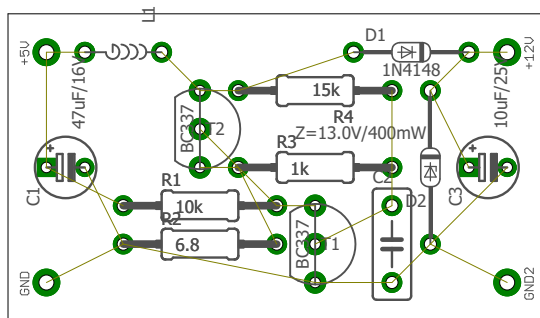 L1
+5V
47uF/16V
D1
1N4148
+12V
10uF/25V
15k
R4
BC337
T2
Z=13.0V/400mW
R3
1k
C2
C1
R1
10k
R2
6.8
BC337
T1
D2
C3
GND
GND2
+
+